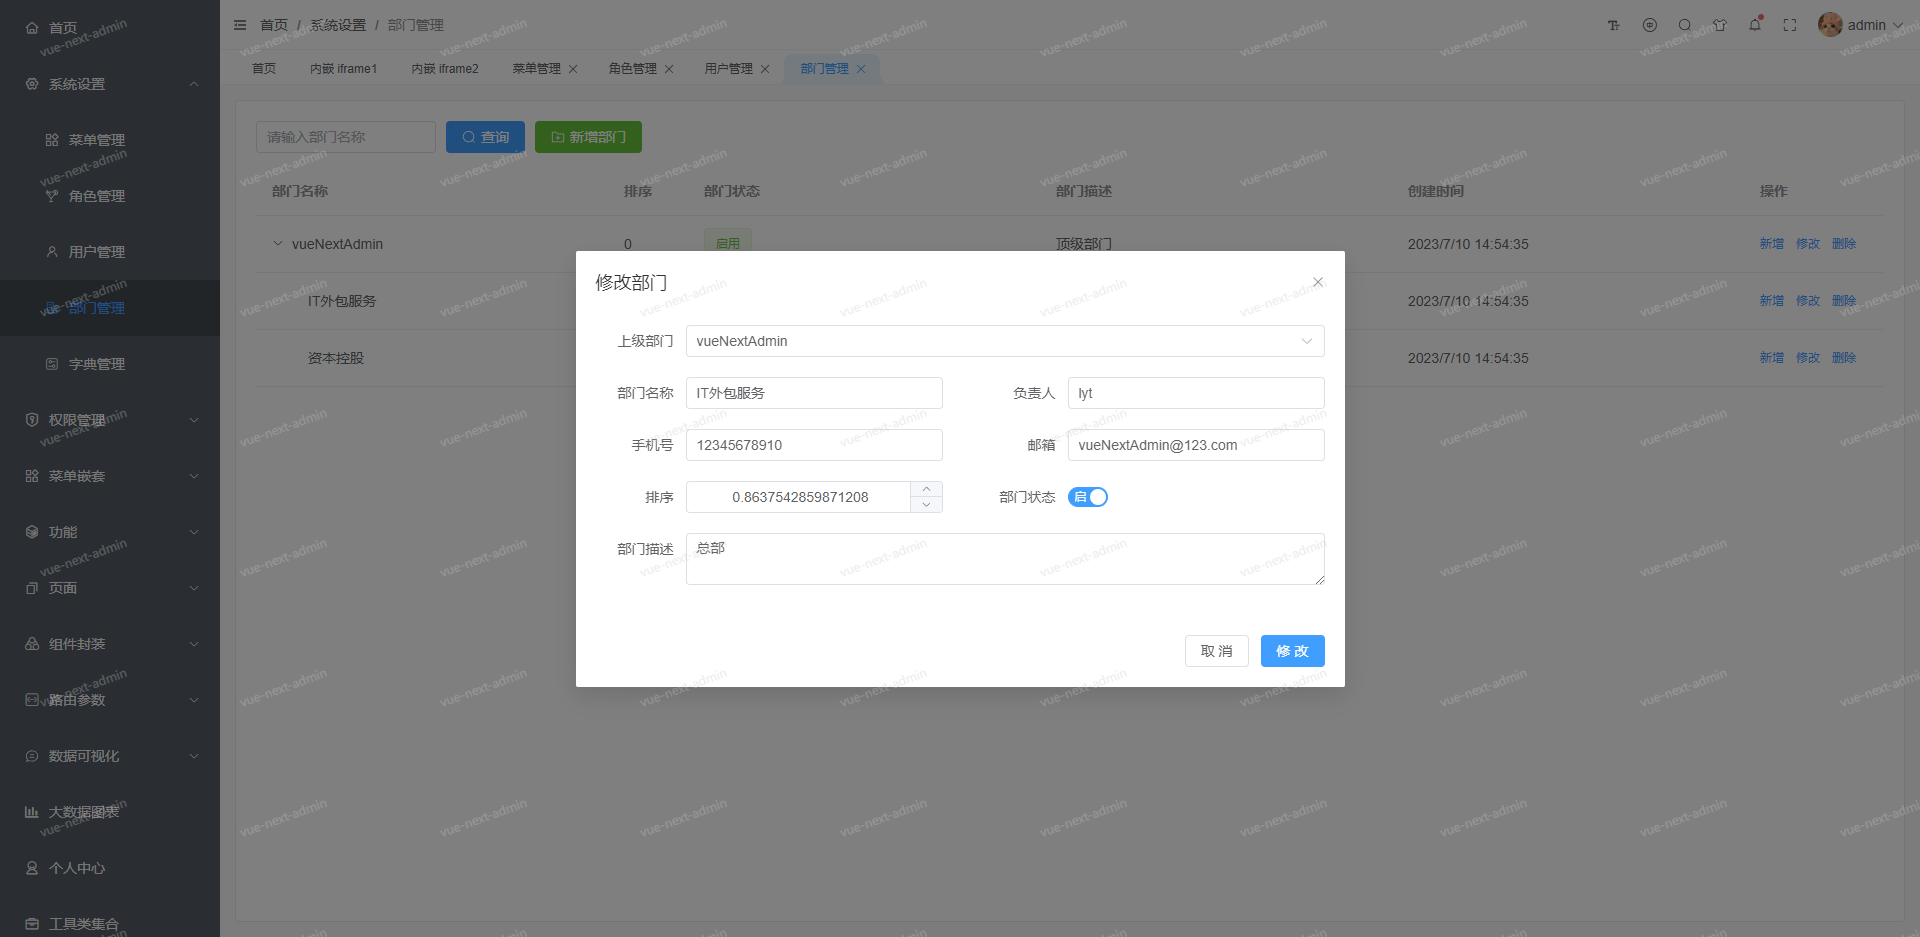 首页
系统设置
菜单管理
角色管理
用户管理
部门管理
字典管理
权限管理
菜单嵌套
功能
页面
组件封装
路由参数
数据可视化
大数据图表
个人中心
工具类集合
首页 / 系统设置 / 部门管理
admin
首页 内嵌 iframe1 内嵌 iframe2 菜单管理 角色管理 用户管理 部门管理
请输入部门名称 查询 新增部门
部门名称 排序 部门状态 部门描述 创建时间 操作
vueNextAdmin 0 启用 顶级部门 2023/7/10 14:54:35 新增 修改 删除
IT外包服务 2023/7/10 14:54:35 新增 修改 删除
资本控股 2023/7/10 14:54:35 新增 修改 删除
修改部门
上级部门 vueNextAdmin
部门名称 IT外包服务 负责人 lyt
手机号 12345678910 邮箱 vueNextAdmin@123.com
排序 0.8637542859871208 部门状态 启
部门描述 总部
取 消 修 改
vue-next-admin